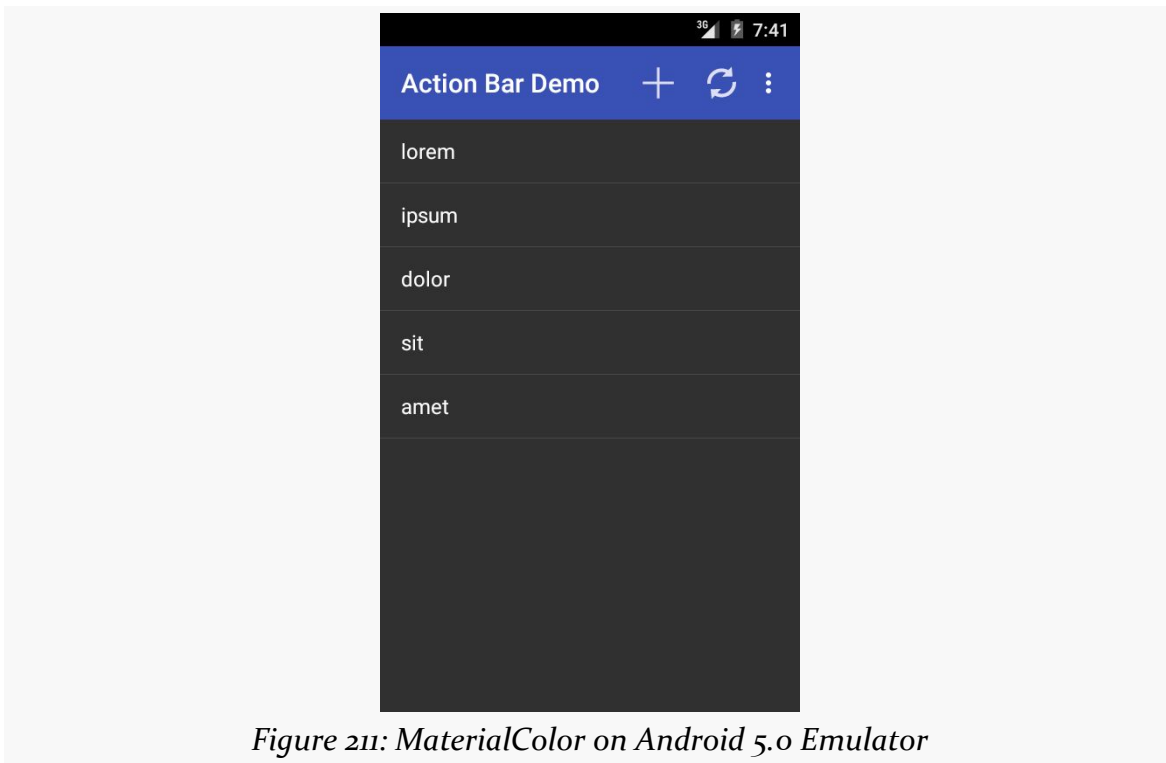 3G 7:41
Action Bar Demo
lorem
ipsum
dolor
sit
amet
Figure 211: MaterialColor on Android 5.0 Emulator